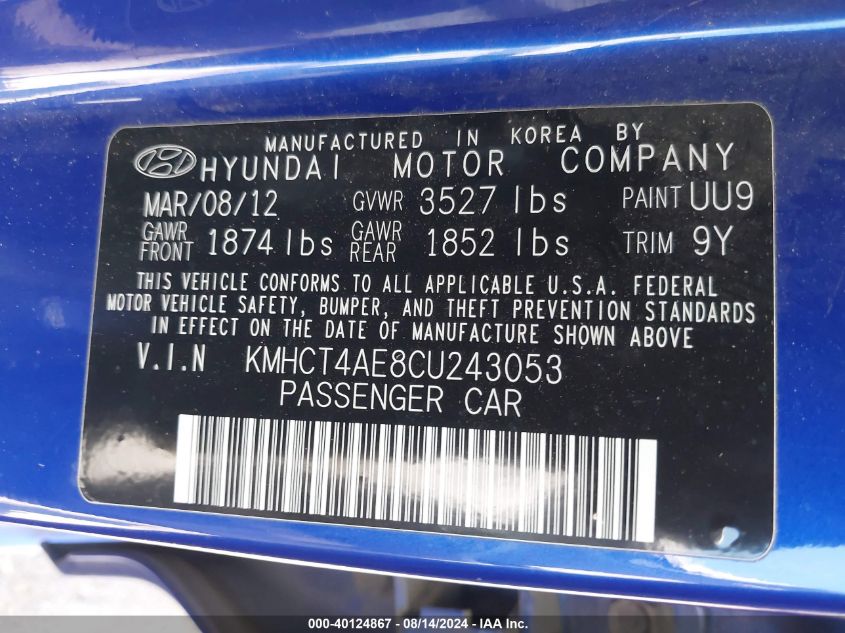 MANUFACTURED IN KOREA BY
HYUNDAI MOTOR COMPANY
MAR/08/12 GVWR 3527 lbs PAINT UU9
GAWR FRONT 1874 lbs GAWR REAR 1852 lbs TRIM 9Y
THIS VEHICLE CONFORMS TO ALL APPLICABLE U.S.A. FEDERAL
MOTOR VEHICLE SAFETY, BUMPER, AND THEFT PREVENTION STANDARDS
IN EFFECT ON THE DATE OF MANUFACTURE SHOWN ABOVE
V.I.N KMHCT4AE8CU243053
PASSENGER CAR
000-40124867 - 08/14/2024 - IAA Inc.